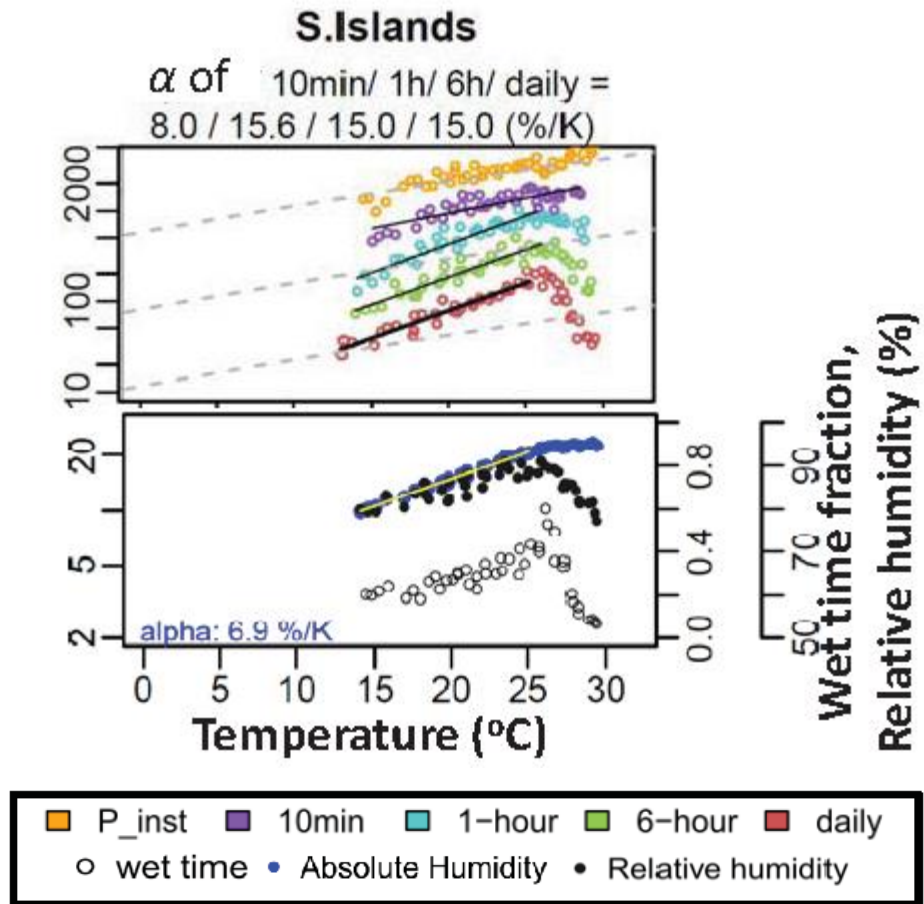 S.Islands
α of 10min/ 1h/ 6h/ daily =
8.0 / 15.6 / 15.0 / 15.0 (%/K)
2000
100
10
20
5
2
alpha: 6.9 %/K
0.8
0.4
0.0
90
70
50
Wet time fraction,
Relative humidity (%)
0 5 10 15 20 25 30
Temperature (°C)
P_inst 10min 1-hour 6-hour daily
wet time Absolute Humidity Relative humidity